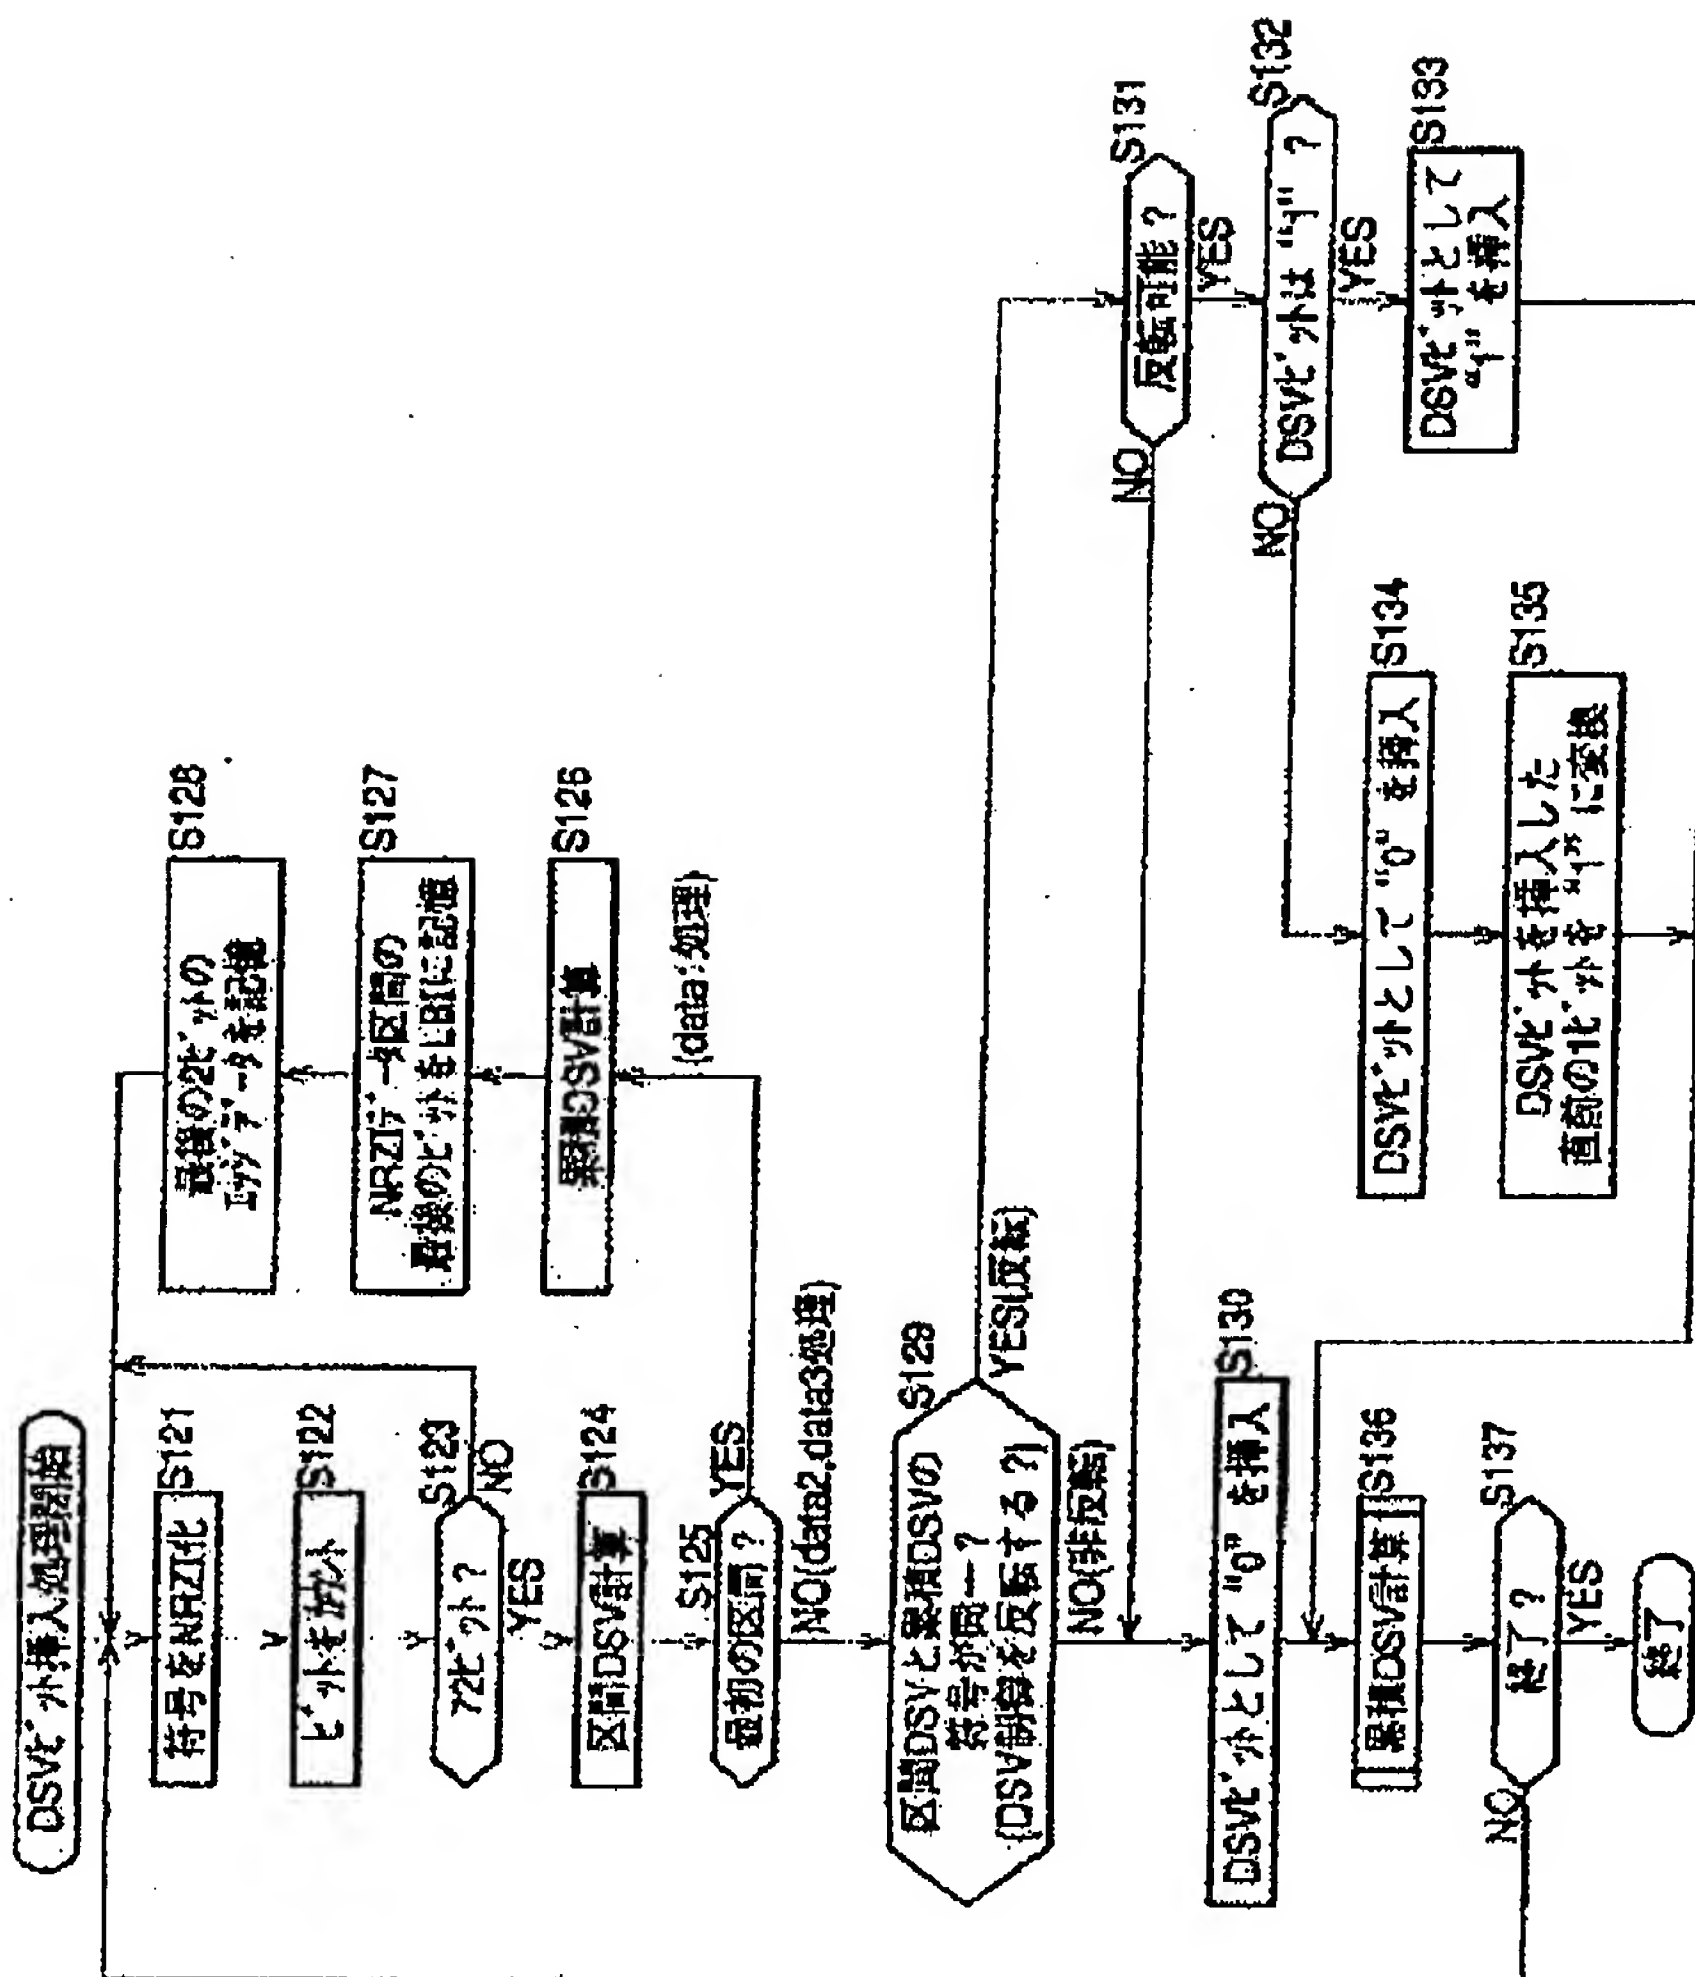 DSVビット挿入処理開始
S121
符号をNRZI化
S122
ビットをカウント
S123
72ビット?
NO
YES
S124
区間DSV計算
S125
最初の区間?
YES
NO(data2,data3処理)
(data1処理)
S126
累積DSV計算
S127
NRZIデータ区間の
最後のビットをLBIに記憶
S128
最後の2ビットの
エッジデータを記憶
S129
区間DSVと累積DSVの
符号が同一?
(DSV制御を反転する?)
YES(反転)
NO(非反転)
S130
DSVビットとして"0"を挿入
S131
反転可能?
NO
YES
S132
DSVビットは"1"?
NO
YES
S133
DSVビットとして
"1"を挿入
S134
DSVビットとして"0"を挿入
S135
DSVビットを挿入した
直前の1ビットを"1"に変換
S136
累積DSV計算
S137
終了?
NO
YES
終了